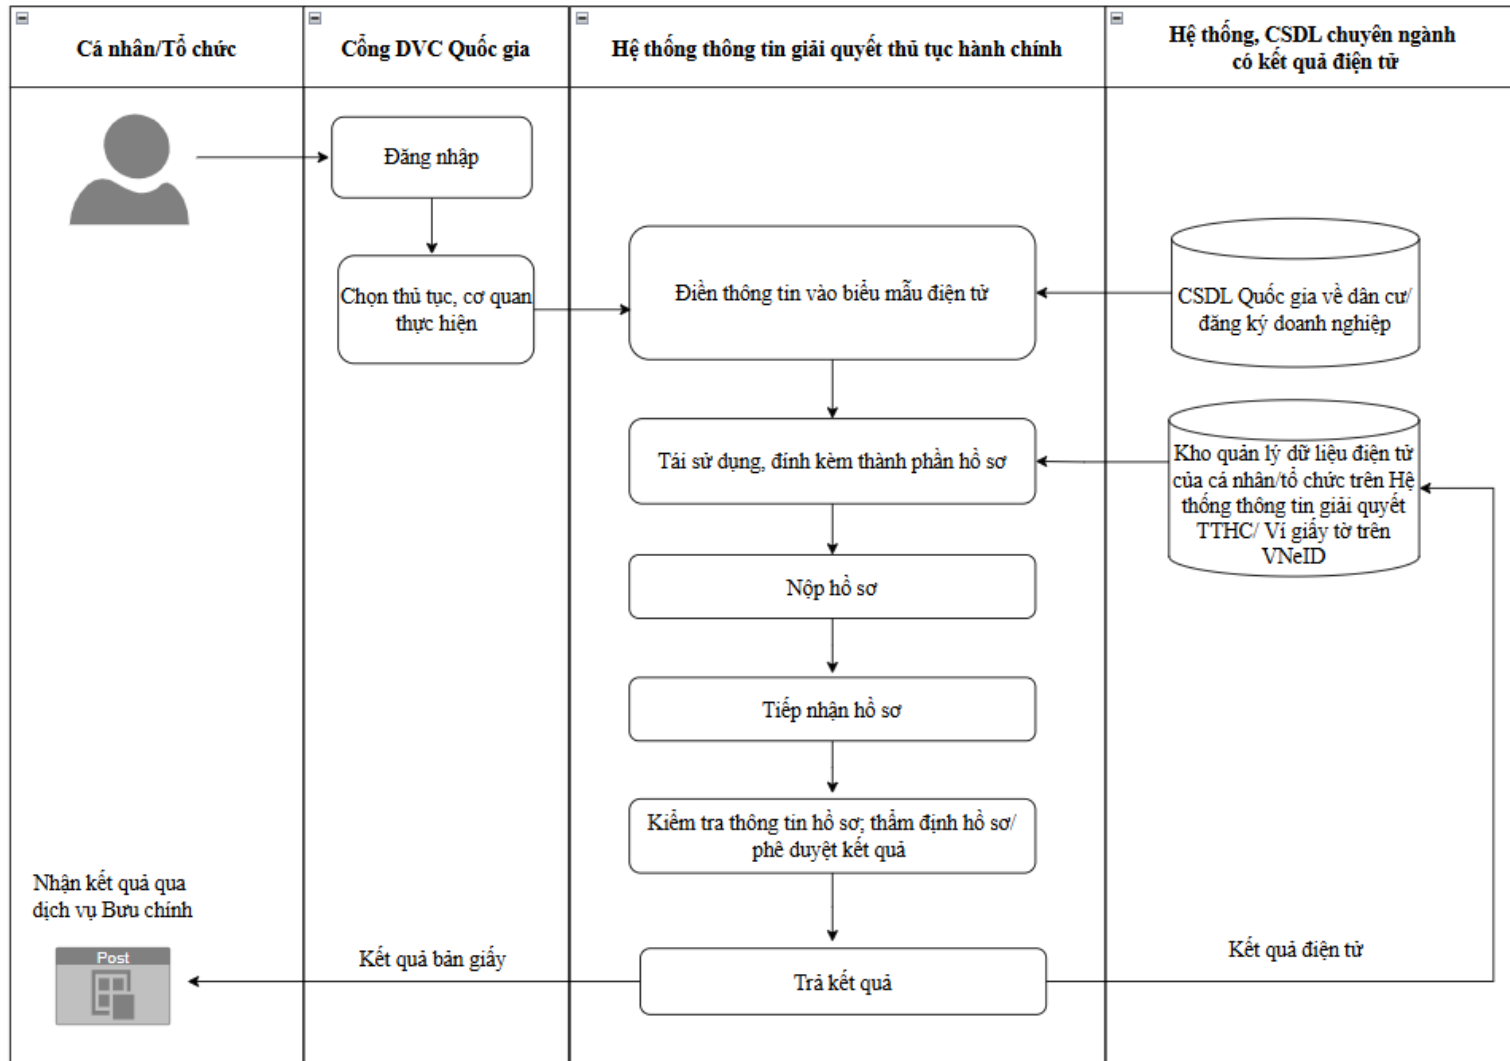 Cá nhân/Tổ chức
Cổng DVC Quốc gia
Hệ thống thông tin giải quyết thủ tục hành chính
Hệ thống, CSDL chuyên ngành
có kết quả điện tử
Đăng nhập
Chọn thủ tục, cơ quan
thực hiện
Điền thông tin vào biểu mẫu điện tử
CSDL Quốc gia về dân cư/
đăng ký doanh nghiệp
Tái sử dụng, đính kèm thành phần hồ sơ
Kho quản lý dữ liệu điện tử
của cá nhân/tổ chức trên Hệ
thống thông tin giải quyết
TTHC/ Ví giấy tờ trên
VNeID
Nộp hồ sơ
Tiếp nhận hồ sơ
Kiểm tra thông tin hồ sơ; thẩm định hồ sơ/
phê duyệt kết quả
Nhận kết quả qua
dịch vụ Bưu chính
Post
Kết quả bản giấy
Trả kết quả
Kết quả điện tử